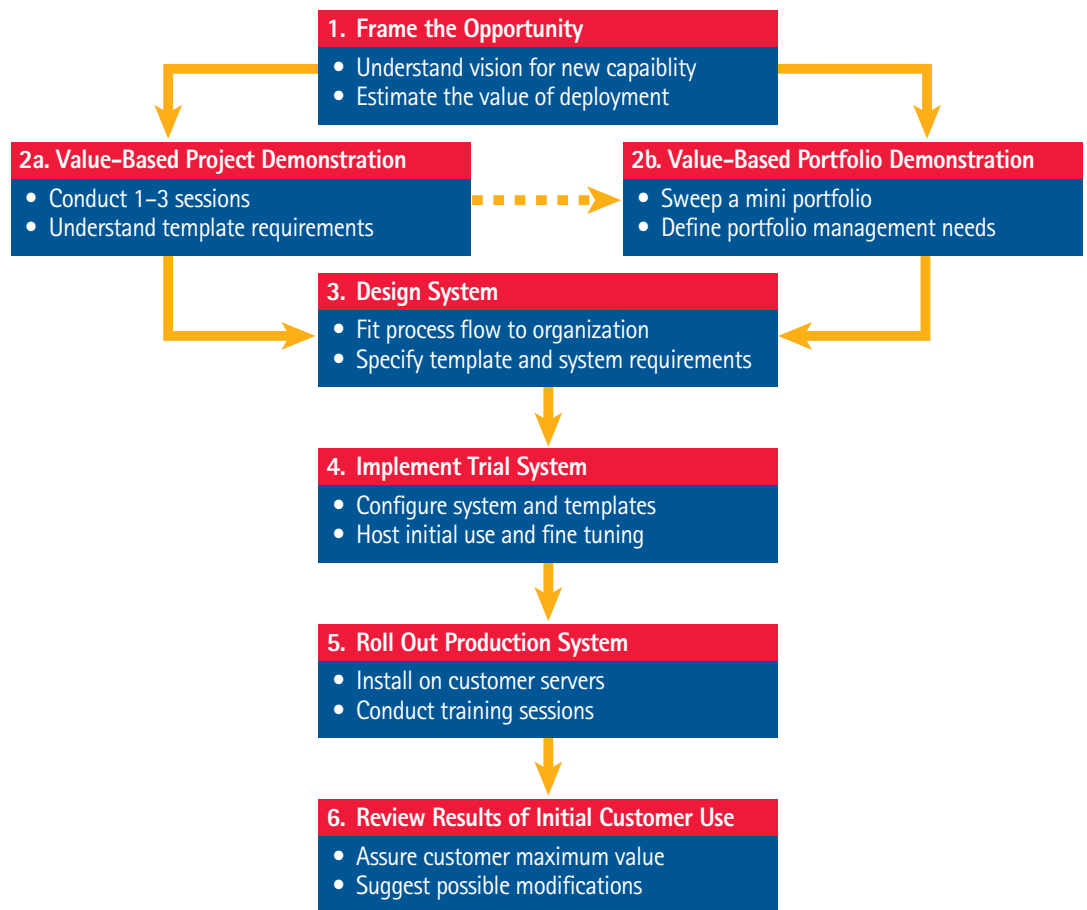 1. Frame the Opportunity
• Understand vision for new capaiblity
• Estimate the value of deployment
2a. Value-Based Project Demonstration
• Conduct 1–3 sessions
• Understand template requirements
2b. Value-Based Portfolio Demonstration
• Sweep a mini portfolio
• Define portfolio management needs
3. Design System
• Fit process flow to organization
• Specify template and system requirements
4. Implement Trial System
• Configure system and templates
• Host initial use and fine tuning
5. Roll Out Production System
• Install on customer servers
• Conduct training sessions
6. Review Results of Initial Customer Use
• Assure customer maximum value
• Suggest possible modifications